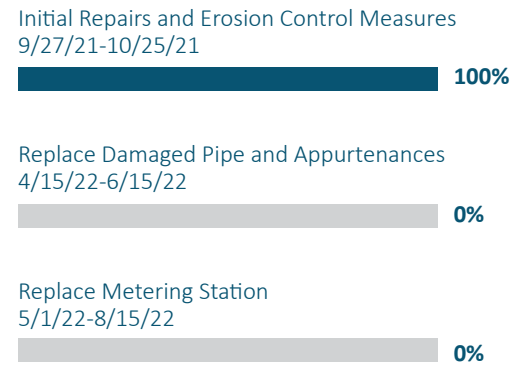 Initial Repairs and Erosion Control Measures
9/27/21-10/25/21
100%
Replace Damaged Pipe and Appurtenances
4/15/22-6/15/22
0%
Replace Metering Station
5/1/22-8/15/22
0%